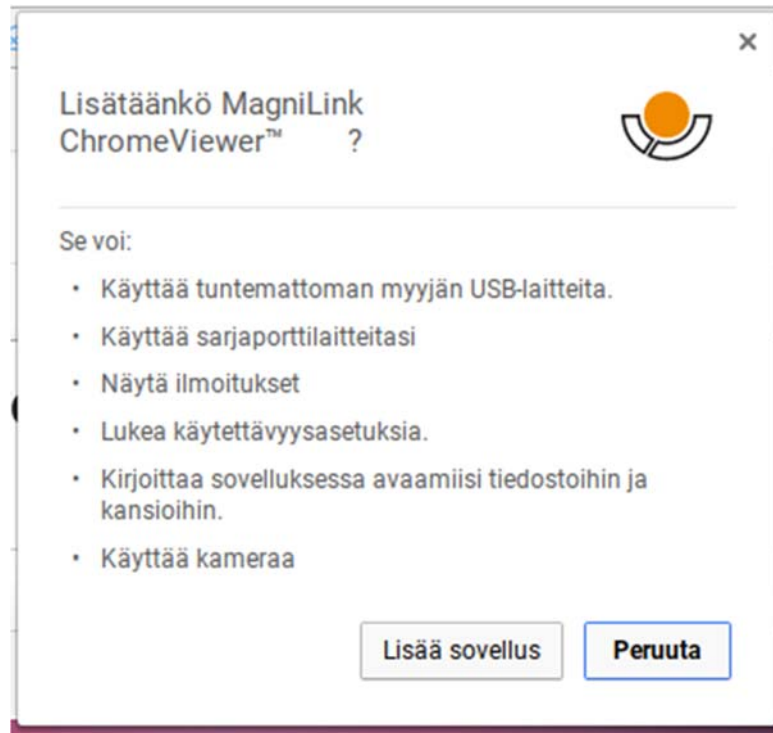 Lisätäänkö MagniLink
ChromeViewer™ ?
Se voi:
• Käyttää tuntemattoman myyjän USB-laitteita.
• Käyttää sarjaporttilaitteitasi
• Näytä ilmoitukset
• Lukea käytettävyysasetuksia.
• Kirjoittaa sovelluksessa avaamiisi tiedostoihin ja
kansioihin.
• Käyttää kameraa
Lisää sovellus Peruuta